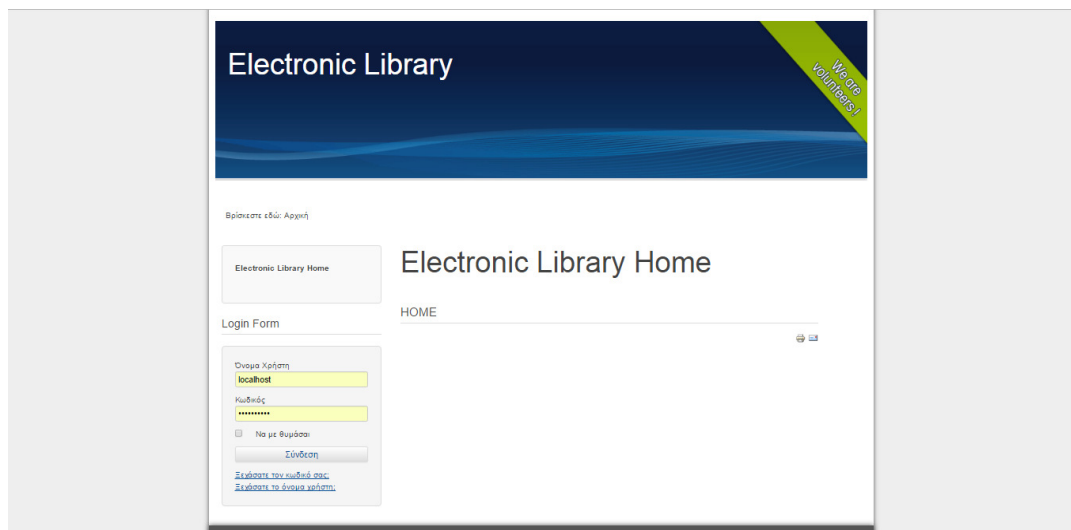 Electronic Library
We are
volunteers!
Βρίσκεστε εδώ: Αρχική
Electronic Library Home
Electronic Library Home
HOME
Login Form
Όνομα Χρήστη
localhost
Κωδικός
••••••••••
Να με θυμάσαι
Σύνδεση
Ξεχάσατε τον κωδικό σας;
Ξεχάσατε το όνομα χρήστη;